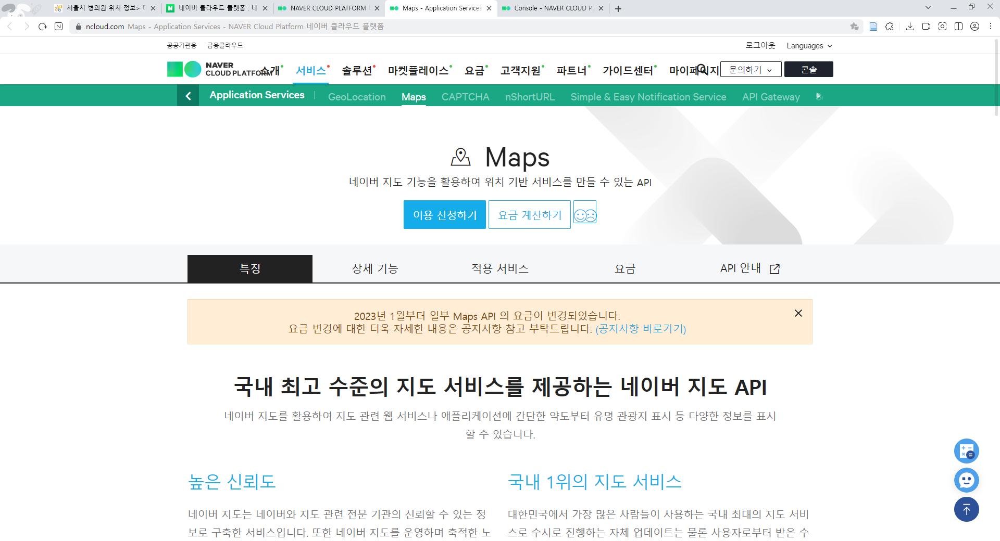 서울시 병의원 위치 정보>
네이버 클라우드 플랫폼 : 네
NAVER CLOUD PLATFORM
Maps - Application Services
Console - NAVER CLOUD PL
ncloud.com Maps - Application Services - NAVER Cloud Platform 네이버 클라우드 플랫폼
공공기관용 금융클라우드
로그아웃 Languages
NAVER
CLOUD PLATFORM
소개 서비스 솔루션 마켓플레이스 요금 고객지원 파트너 가이드센터 마이페이지 문의하기 콘솔
Application Services | GeoLocation Maps CAPTCHA nShortURL Simple & Easy Notification Service API Gateway
Maps
네이버 지도 기능을 활용하여 위치 기반 서비스를 만들 수 있는 API
이용 신청하기 요금 계산하기
특징 상세 기능 적용 서비스 요금 API 안내
2023년 1월부터 일부 Maps API 의 요금이 변경되었습니다.
요금 변경에 대한 더욱 자세한 내용은 공지사항 참고 부탁드립니다. (공지사항 바로가기)
국내 최고 수준의 지도 서비스를 제공하는 네이버 지도 API
네이버 지도를 활용하여 지도 관련 웹 서비스나 애플리케이션에 간단한 약도부터 유명 관광지 표시 등 다양한 정보를 표시
할 수 있습니다.
높은 신뢰도
네이버 지도는 네이버와 지도 관련 전문 기관의 신뢰할 수 있는 정
보로 구축한 서비스입니다. 또한 네이버 지도를 운영하며 축적한 노
국내 1위의 지도 서비스
대한민국에서 가장 많은 사람들이 사용하는 국내 최대의 지도 서비
스로 수시로 진행하는 자체 업데이트는 물론 사용자로부터 받은 수